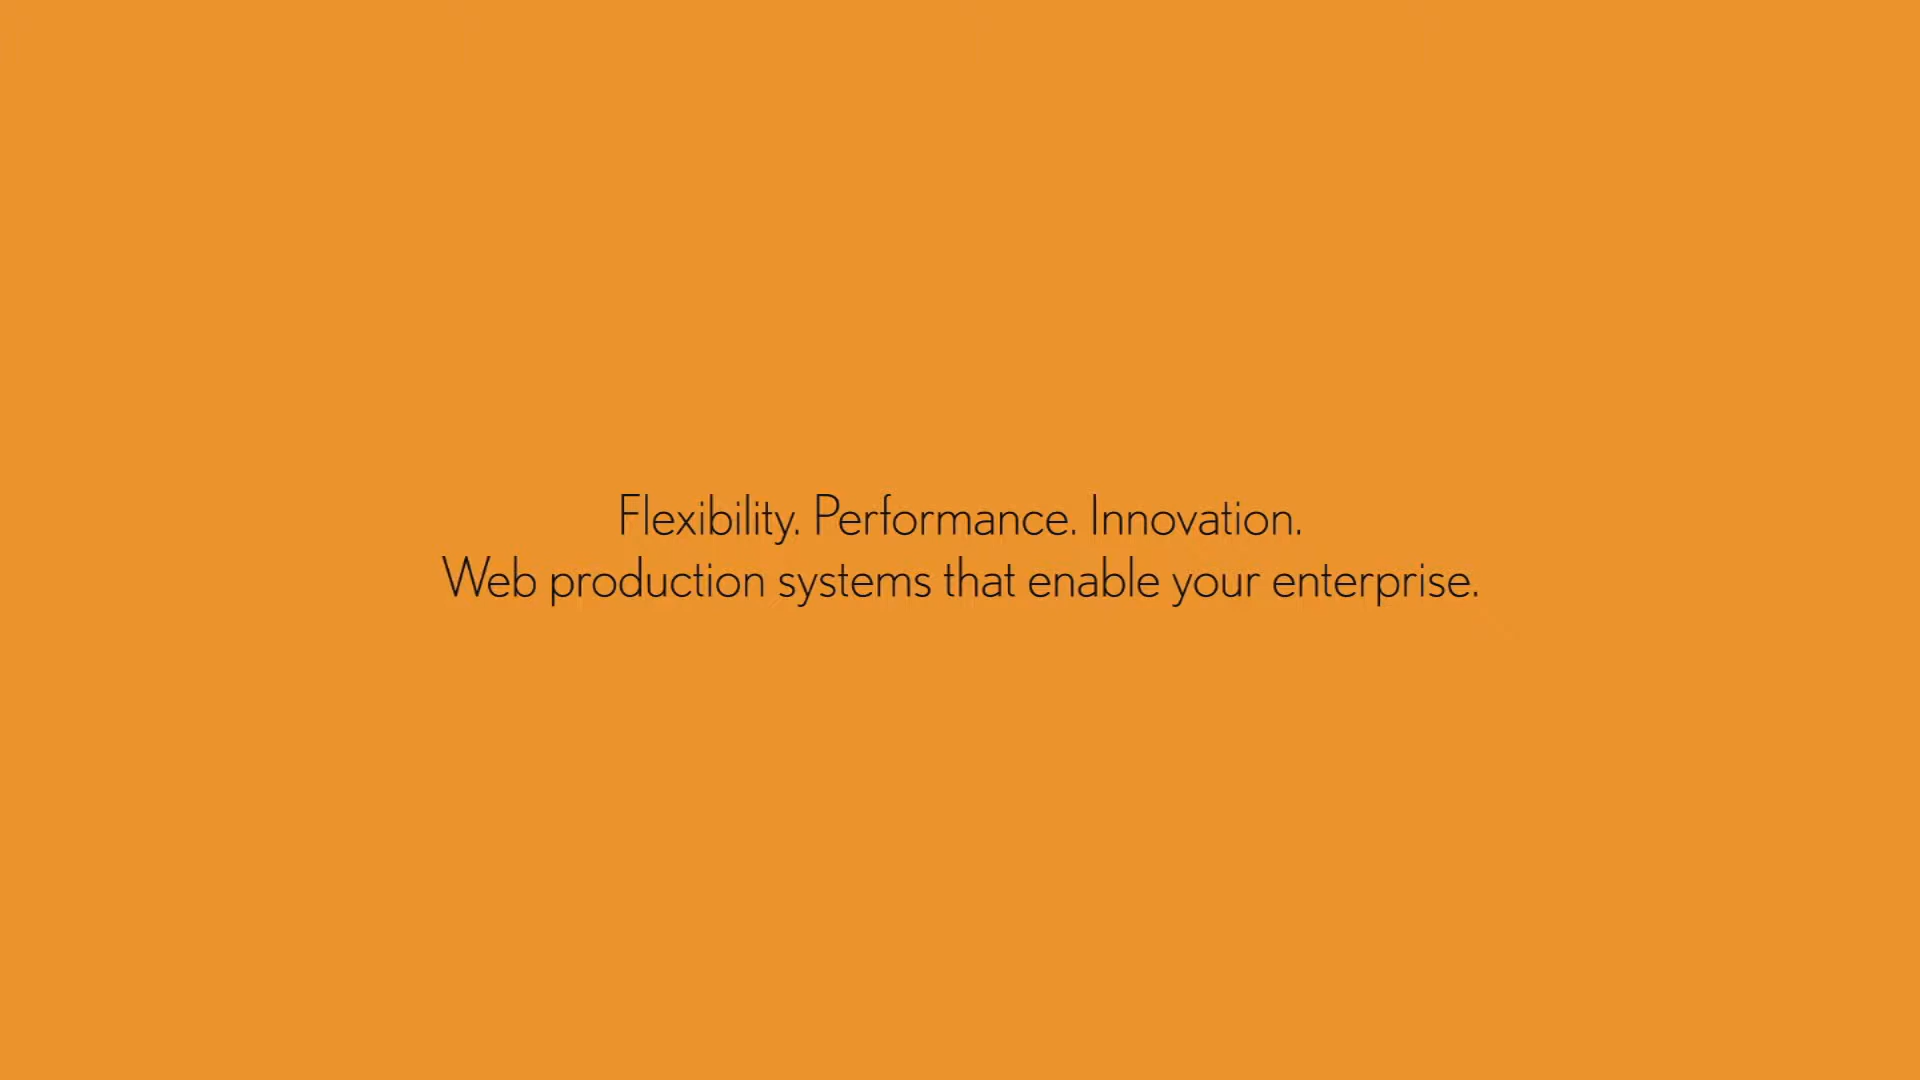 Flexibility. Performance. Innovation.
Web production systems that enable your enterprise.